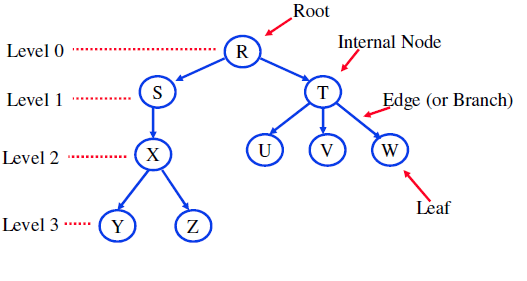 Root
Level 0
R
Internal Node
Level 1
S
T
Edge (or Branch)
Level 2
X
U
V
W
Leaf
Level 3
Y
Z